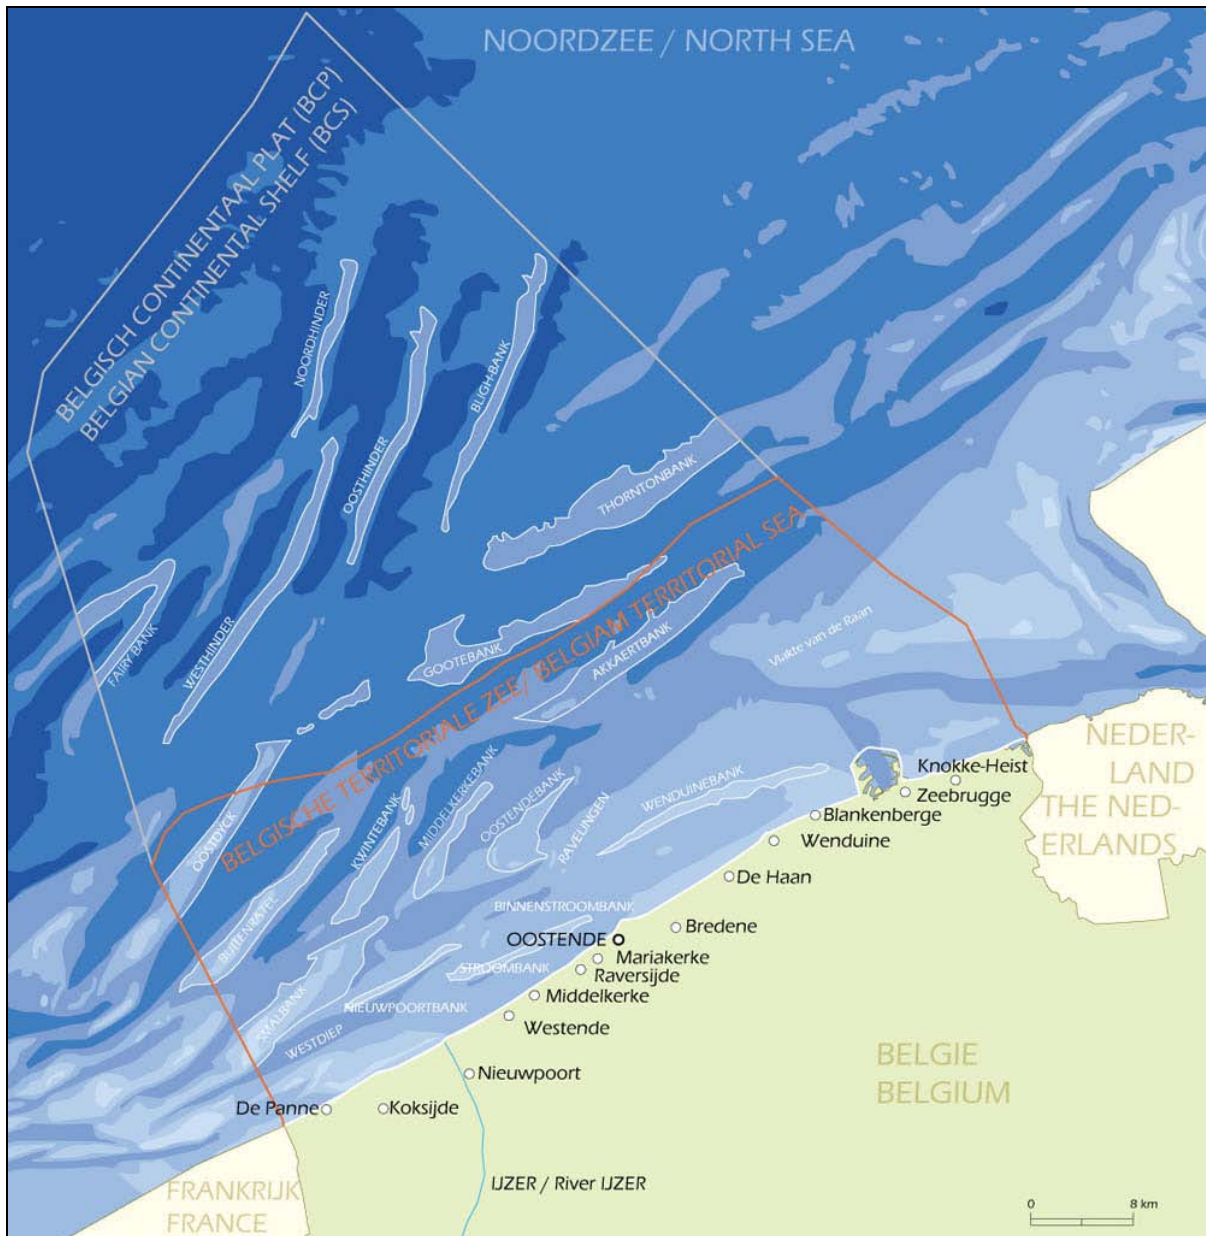 NOORDZEE / NORTH SEA
BELGISCH CONTINENTAAL PLAT (BCP)
BELGIAN CONTINENTAL SHELF (BCS)
NOORDHINDER
OOSTHINDER
BLIGH-BANK
THORNTONBANK
FAIRY BANK
WESTHINDER
GOOTEBANK
AKKAERTBANK
Vlakte van de Raan
BELGISCHE TERRITORIALE ZEE/ BELGIAM TERRITORIAL SEA
OOSTDYCK
BUITENRATEL
KWINTEBANK
MIDDELKERKEBANK
OOSTENDEBANK
RAVELINGEN
WENDUINEBANK
BINNENSTROOMBANK
STROOMBANK
NIEUWPOORTBANK
SMALBANK
WESTDIEP
NEDER-
LAND
THE NED-
ERLANDS
Knokke-Heist
Zeebrugge
Blankenberge
Wenduine
De Haan
Bredene
OOSTENDE
Mariakerke
Raversijde
Middelkerke
Westende
Nieuwpoort
De Panne
Koksijde
BELGIE
BELGIUM
IJZER / River IJZER
FRANKRIJK
FRANCE
0 8 km